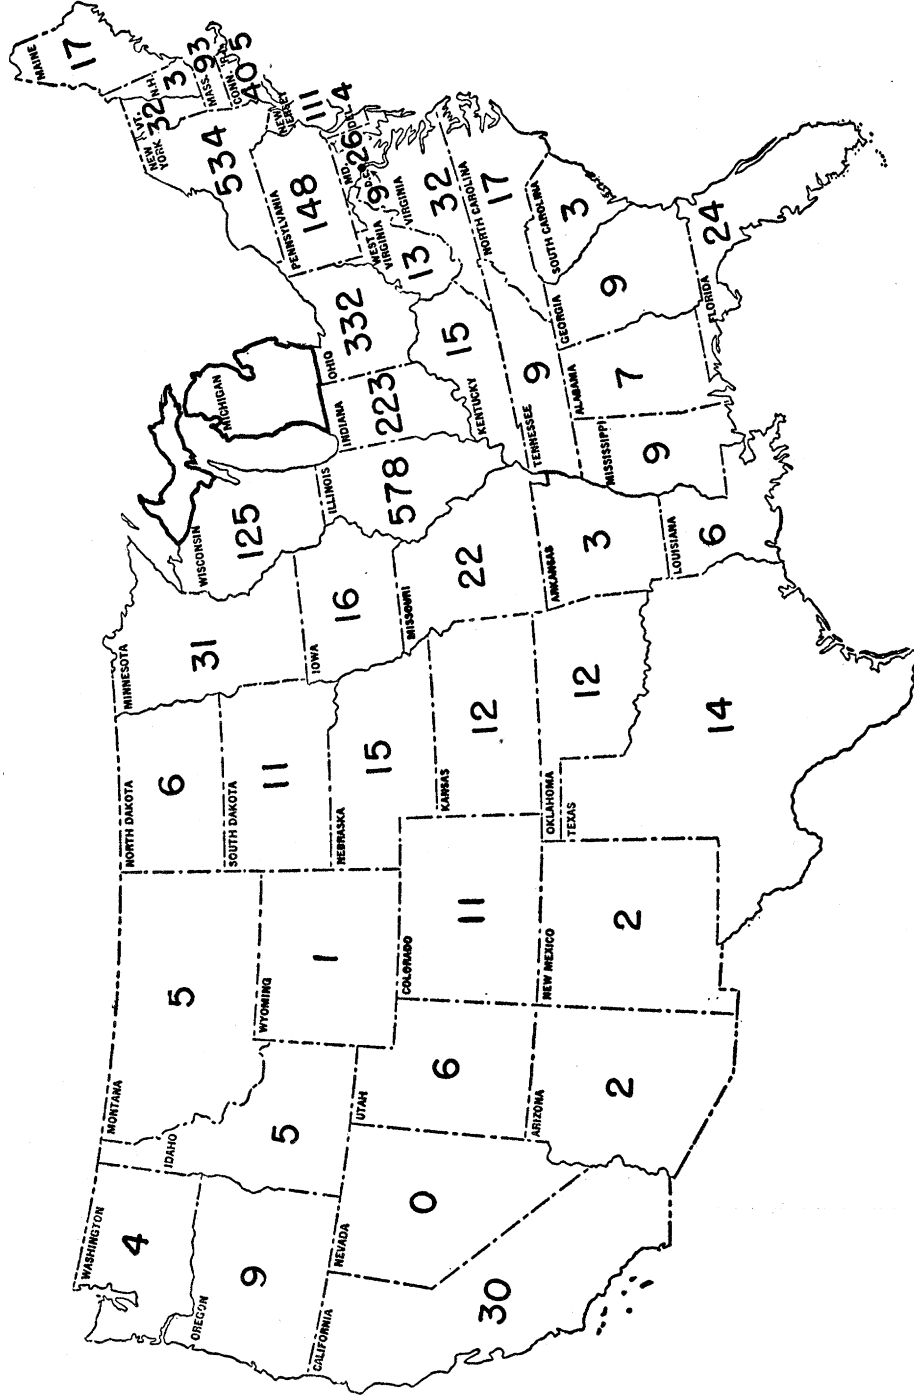 WASHINGTON
4
OREGON
9
CALIFORNIA
30
NEVADA
0
IDAHO
5
MONTANA
5
WYOMING
1
UTAH
6
ARIZONA
2
COLORADO
11
NEW MEXICO
2
NORTH DAKOTA
6
SOUTH DAKOTA
11
NEBRASKA
15
KANSAS
12
OKLAHOMA
12
TEXAS
14
MINNESOTA
31
IOWA
16
MISSOURI
22
ARKANSAS
3
LOUISIANA
6
WISCONSIN
125
ILLINOIS
578
MICHIGAN
INDIANA
223
OHIO
332
KENTUCKY
15
TENNESSEE
9
MISSISSIPPI
9
ALABAMA
7
GEORGIA
9
FLORIDA
24
SOUTH CAROLINA
3
NORTH CAROLINA
17
VIRGINIA
32
WEST
VIRGINIA
13
D.C.
9
MD.
26
DEL.
4
PENNSYLVANIA
148
NEW
JERSEY
111
NEW
YORK
534
VT.
32
N.H.
3
MAINE
17
MASS.
93
CONN.
40
5